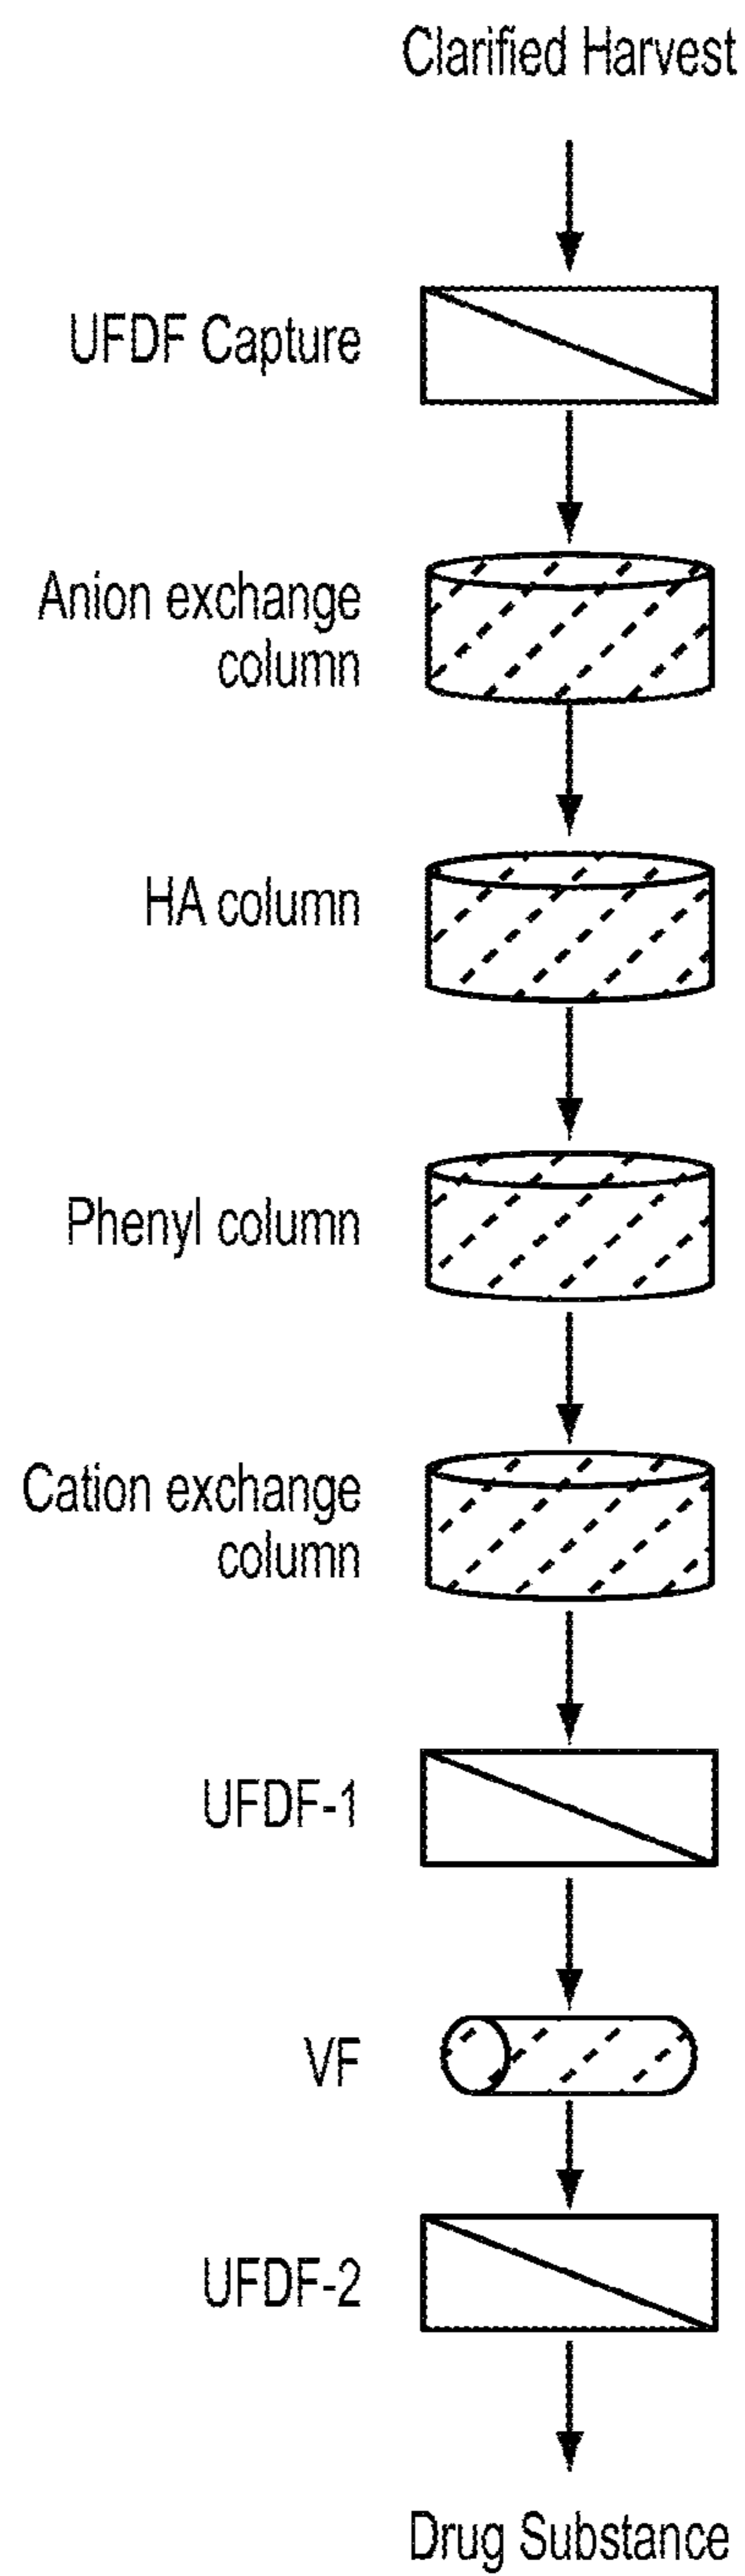 Clarified Harvest
UFDF Capture
Anion exchange
column
HA column
Phenyl column
Cation exchange
column
UFDF-1
VF
UFDF-2
Drug Substance